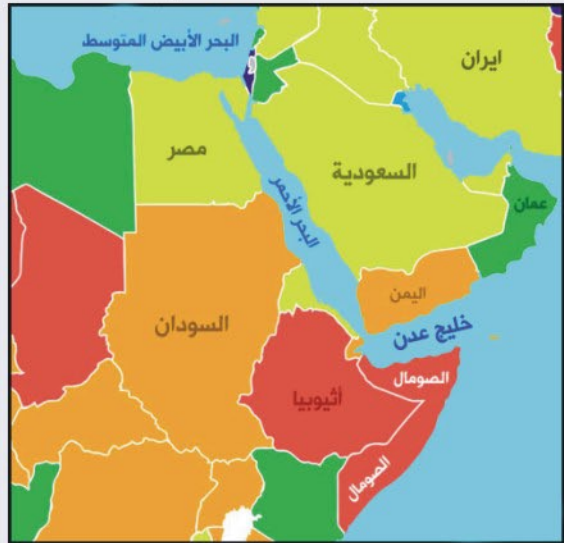 البحر الأبيض المتوسط
ايران
مصر
السعودية
البحر الأحمر
عمان
اليمن
السودان
خليج عدن
الصومال
أثيوبيا
الصومال